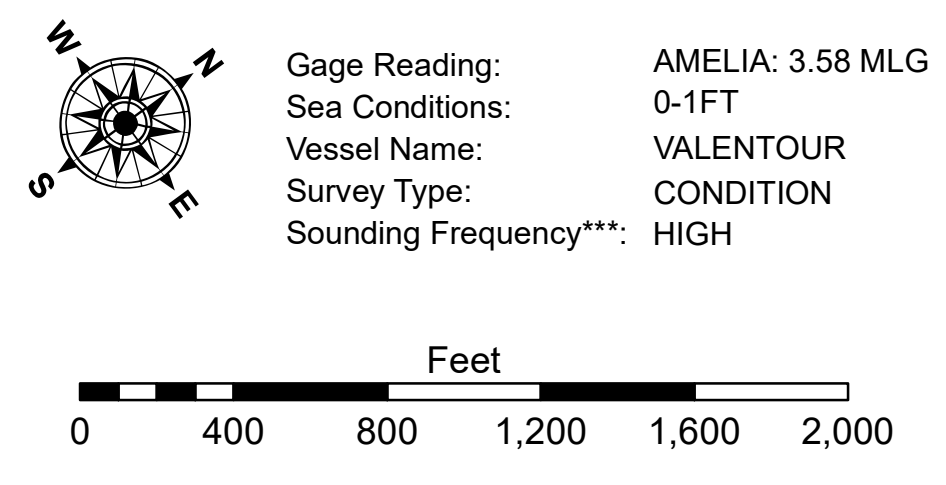 W
N
S
E
Gage Reading: AMELIA: 3.58 MLG
Sea Conditions: 0-1FT
Vessel Name: VALENTOUR
Survey Type: CONDITION
Sounding Frequency***: HIGH
Feet
0 400 800 1,200 1,600 2,000